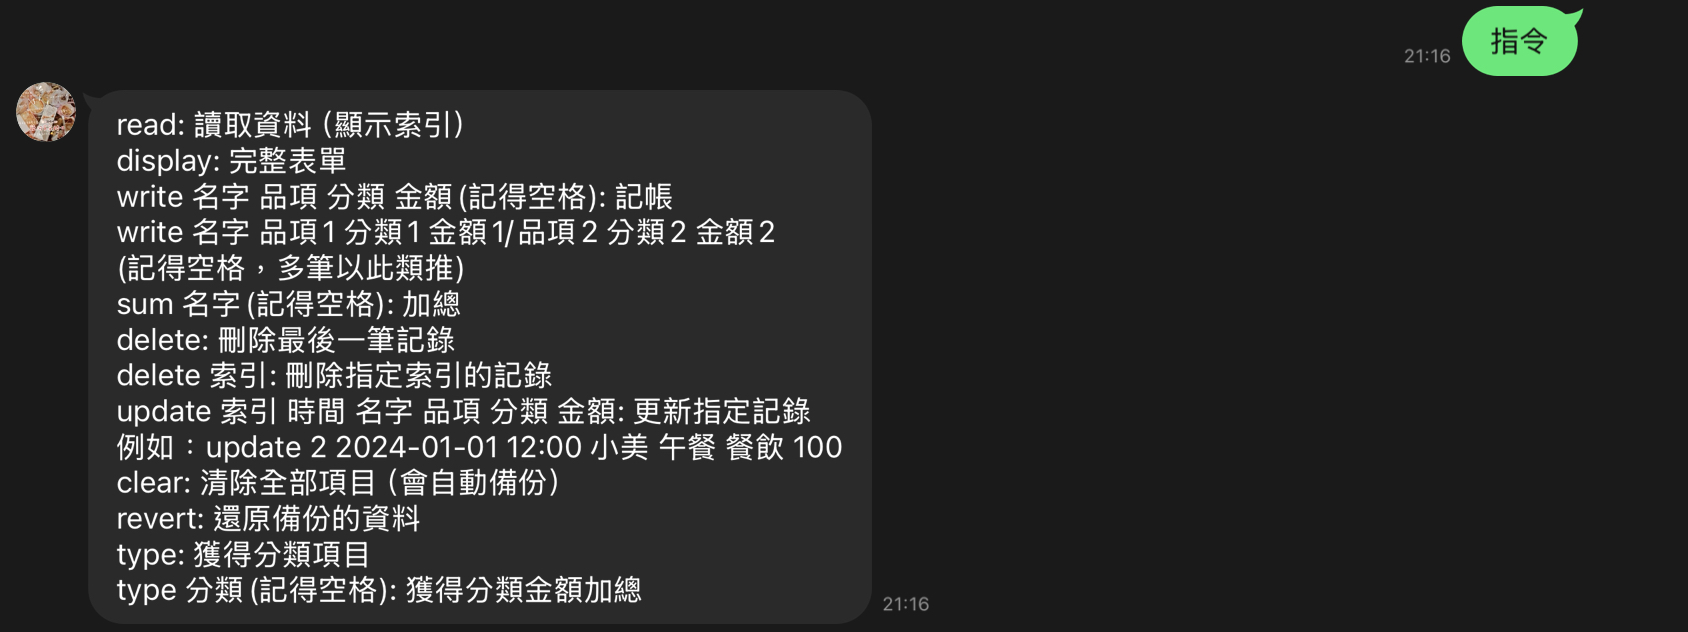 指令
21:16
read: 讀取資料 (顯示索引)
display: 完整表單
write 名字 品項 分類 金額 (記得空格): 記帳
write 名字 品項1 分類1 金額1/品項2 分類2 金額2
(記得空格，多筆以此類推)
sum 名字 (記得空格): 加總
delete: 刪除最後一筆記錄
delete 索引: 刪除指定索引的記錄
update 索引 時間 名字 品項 分類 金額: 更新指定記錄
例如：update 2 2024-01-01 12:00 小美 午餐 餐飲 100
clear: 清除全部項目 (會自動備份)
revert: 還原備份的資料
type: 獲得分類項目
type 分類 (記得空格): 獲得分類金額加總
21:16